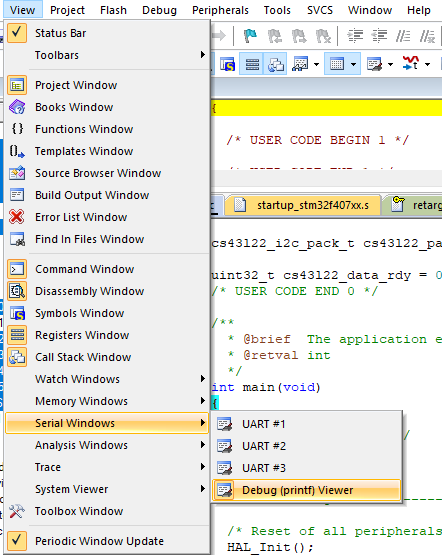 View Project Flash Debug Peripherals Tools SVCS Window Help
Status Bar
Toolbars
Project Window
Books Window
Functions Window
Templates Window
Source Browser Window
Build Output Window
Error List Window
Find In Files Window
Command Window
Disassembly Window
Symbols Window
Registers Window
Call Stack Window
Watch Windows
Memory Windows
Serial Windows
Analysis Windows
Trace
System Viewer
Toolbox Window
Periodic Window Update
UART #1
UART #2
UART #3
Debug (printf) Viewer
{
/* USER CODE BEGIN 1 */
startup_stm32f407xx.s retarg
cs43l22_i2c_pack_t cs43l22_pa
uint32_t cs43l22_data_rdy = 0
/* USER CODE END 0 */
/**
* @brief The application e
* @retval int
*/
int main(void)
{
/* Reset of all peripherals
HAL_Init();